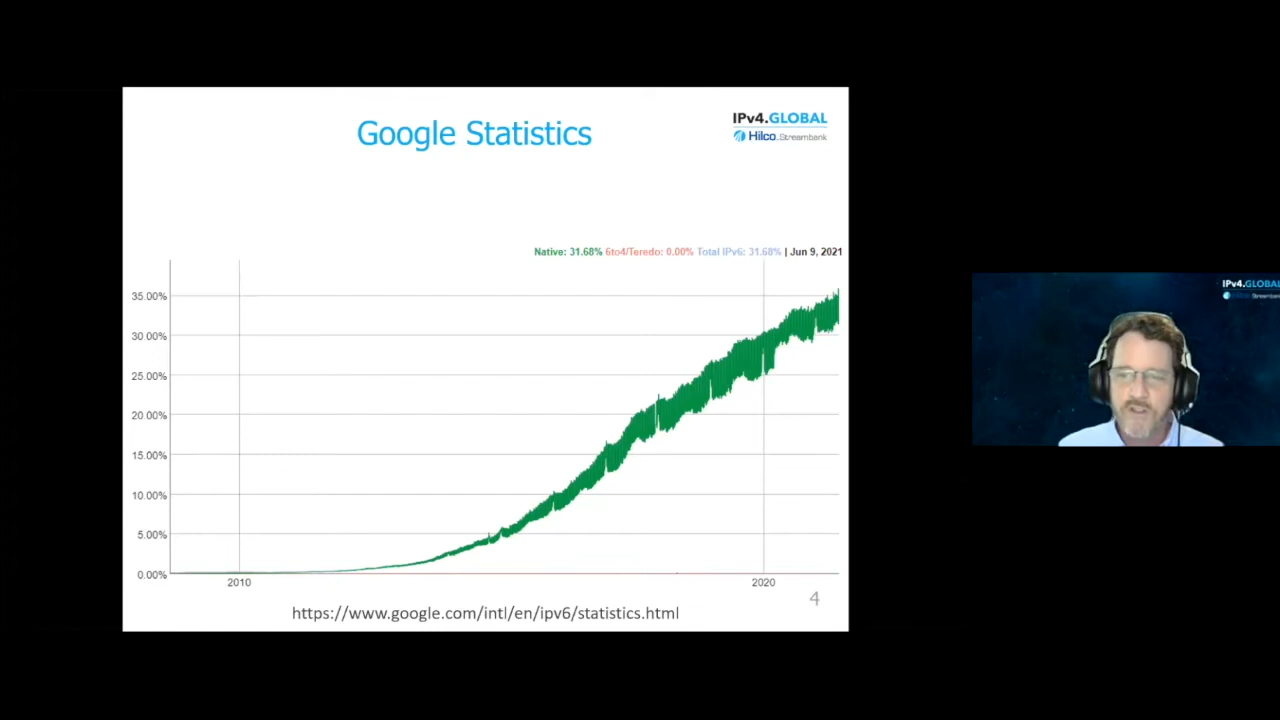 Google Statistics
IPv4.GLOBAL
Hilco Streambank
Native: 31.68% 6to4/Teredo: 0.00% Total IPv6: 31.68% | Jun 9, 2021
35.00%
30.00%
25.00%
20.00%
15.00%
10.00%
5.00%
0.00%
2010
2020
https://www.google.com/intl/en/ipv6/statistics.html
4
IPv4.GLOBAL
Streambank